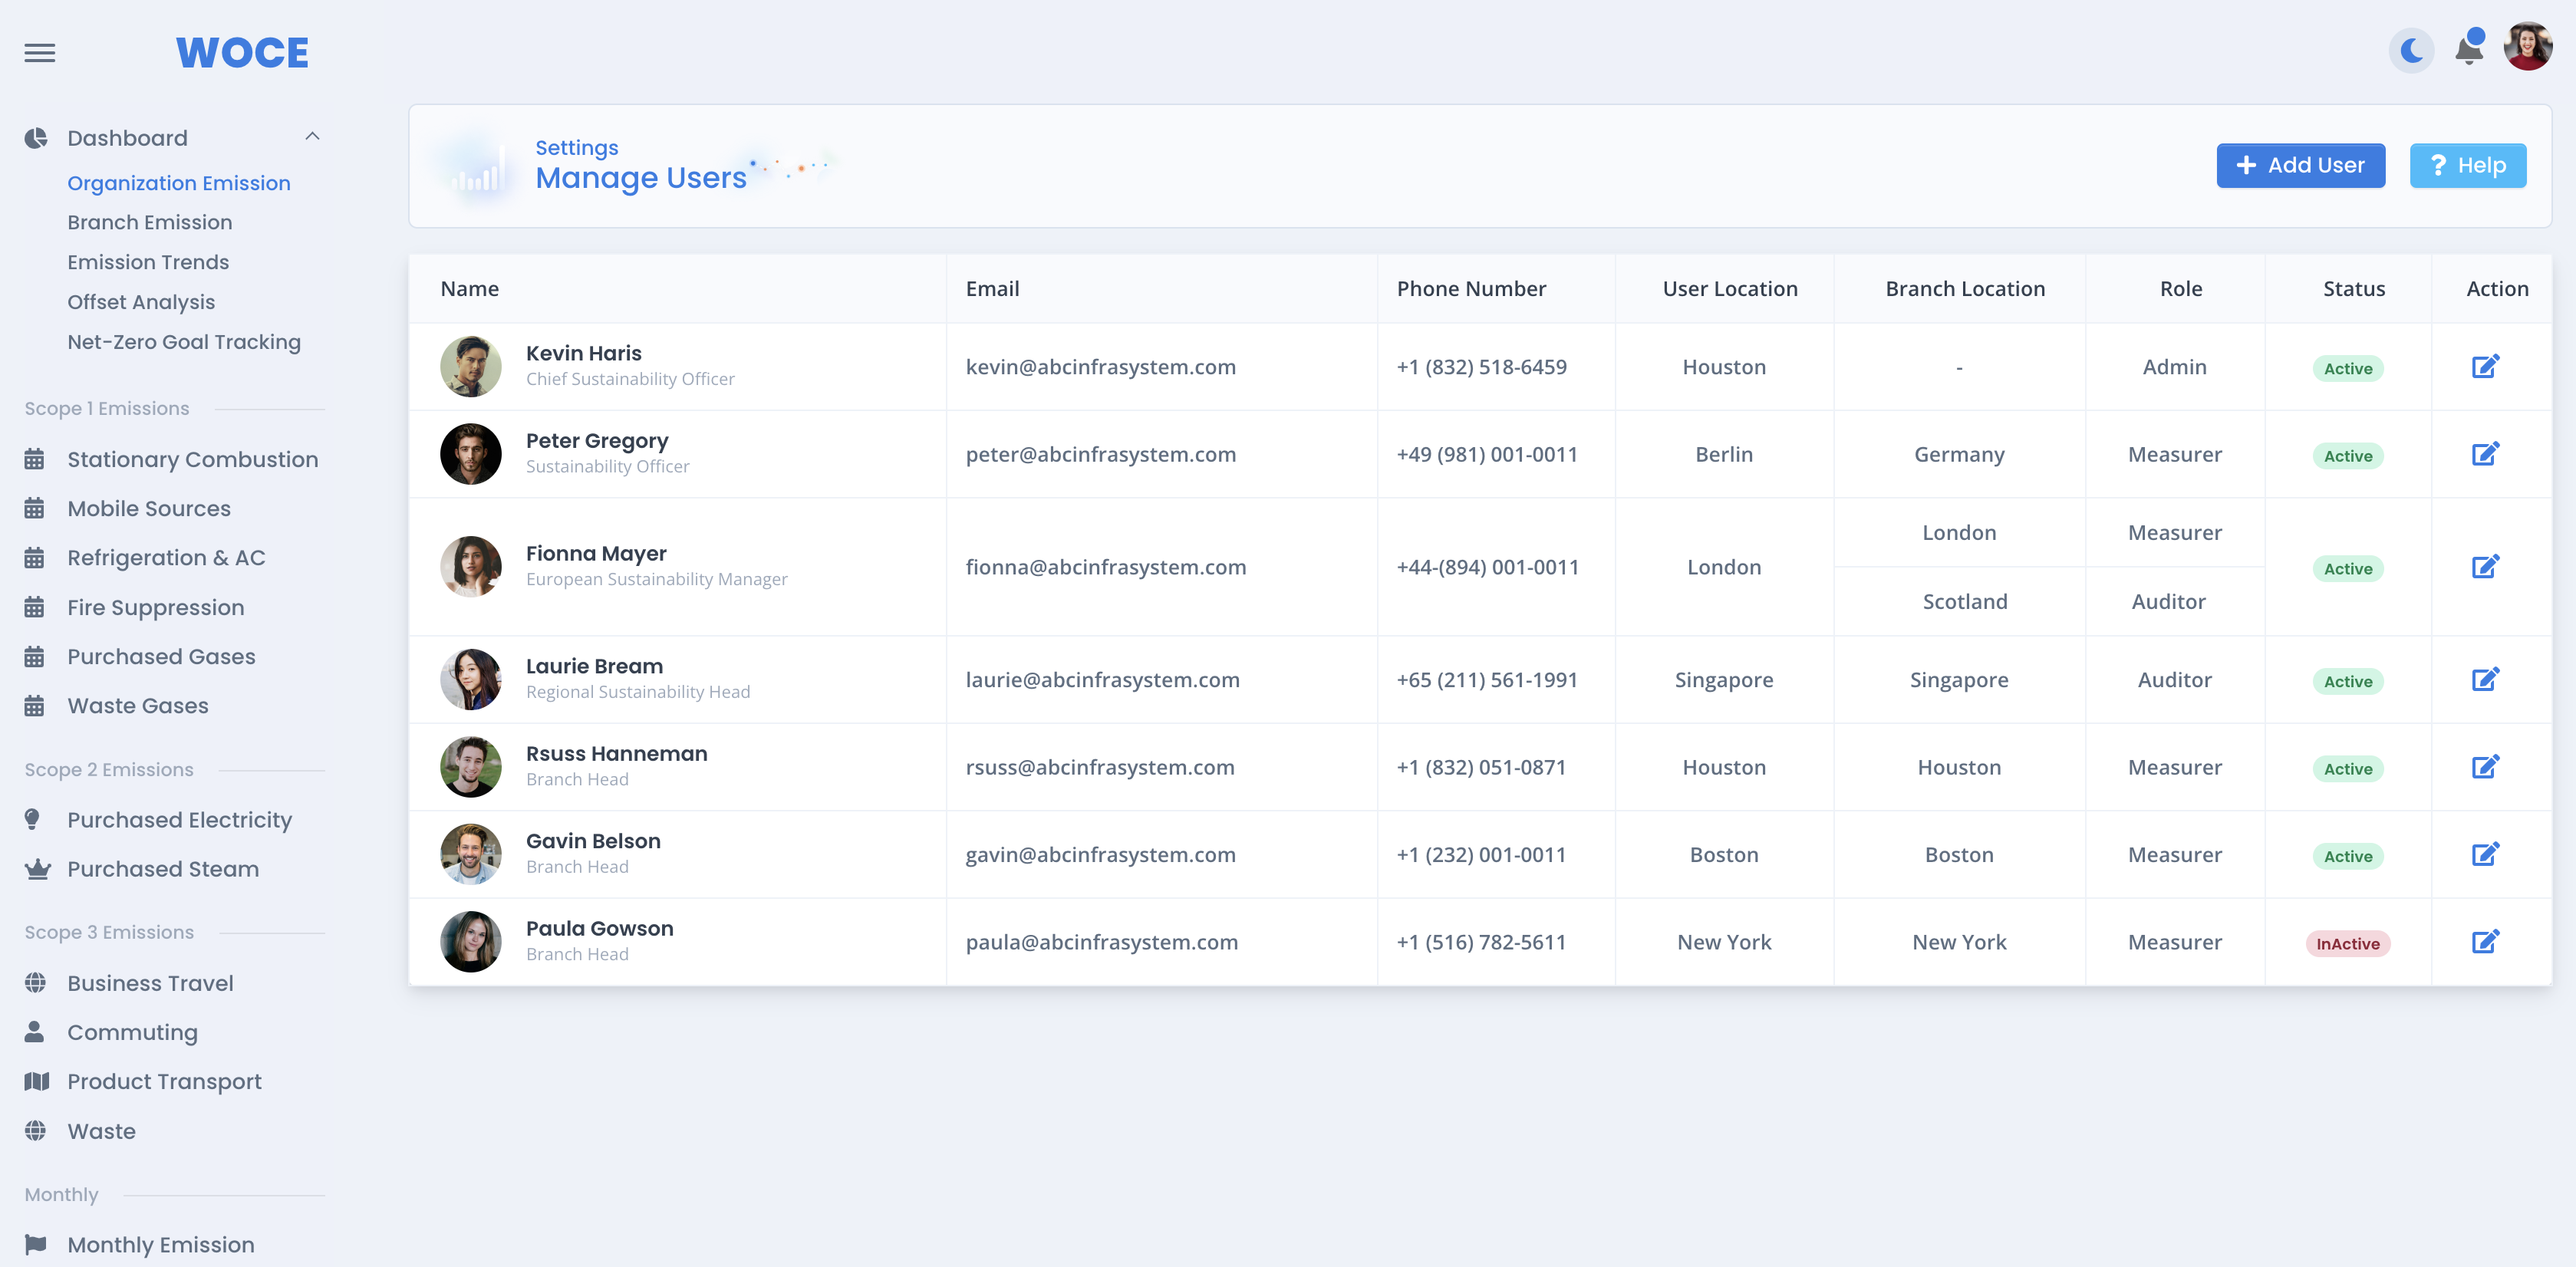 WOCE
Dashboard
Organization Emission
Branch Emission
Emission Trends
Offset Analysis
Net-Zero Goal Tracking
Scope 1 Emissions
Stationary Combustion
Mobile Sources
Refrigeration & AC
Fire Suppression
Purchased Gases
Waste Gases
Scope 2 Emissions
Purchased Electricity
Purchased Steam
Scope 3 Emissions
Business Travel
Commuting
Product Transport
Waste
Monthly
Monthly Emission
Settings
Manage Users
+ Add User
? Help
Name Email Phone Number User Location Branch Location Role Status Action
Kevin Haris
Chief Sustainability Officer
kevin@abcinfrasystem.com +1 (832) 518-6459 Houston - Admin Active
Peter Gregory
Sustainability Officer
peter@abcinfrasystem.com +49 (981) 001-0011 Berlin Germany Measurer Active
Fionna Mayer
European Sustainability Manager
fionna@abcinfrasystem.com +44-(894) 001-0011 London
London Measurer
Scotland Auditor
Active
Laurie Bream
Regional Sustainability Head
laurie@abcinfrasystem.com +65 (211) 561-1991 Singapore Singapore Auditor Active
Rsuss Hanneman
Branch Head
rsuss@abcinfrasystem.com +1 (832) 051-0871 Houston Houston Measurer Active
Gavin Belson
Branch Head
gavin@abcinfrasystem.com +1 (232) 001-0011 Boston Boston Measurer Active
Paula Gowson
Branch Head
paula@abcinfrasystem.com +1 (516) 782-5611 New York New York Measurer InActive